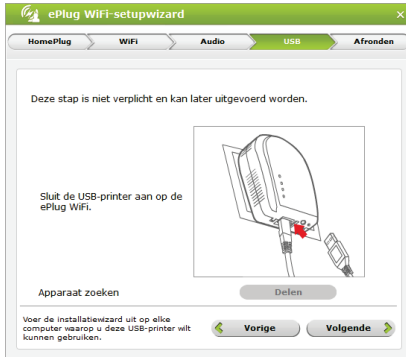 ePlug WiFi-setupwizard
HomePlug WiFi Audio USB Afronden
Deze stap is niet verplicht en kan later uitgevoerd worden.
Sluit de USB-printer aan op de
ePlug WiFi.
Apparaat zoeken
Delen
Voer de installatiewizard uit op elke
computer waarop u deze USB-printer wilt
kunnen gebruiken.
Vorige
Volgende